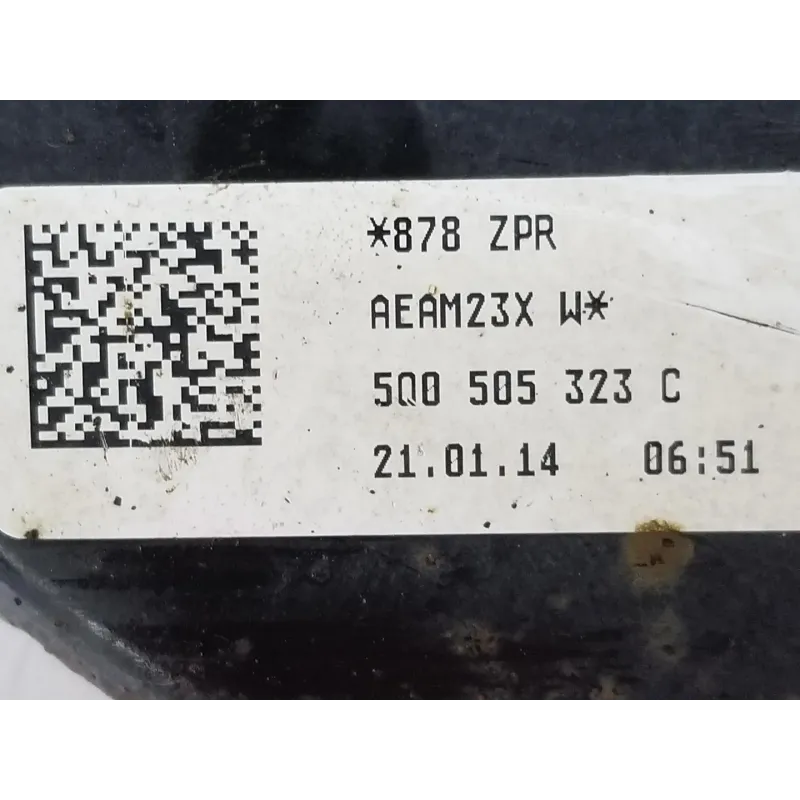 *878 ZPR
AEAM23X W*
5Q0 505 323 C
21.01.14 06:51